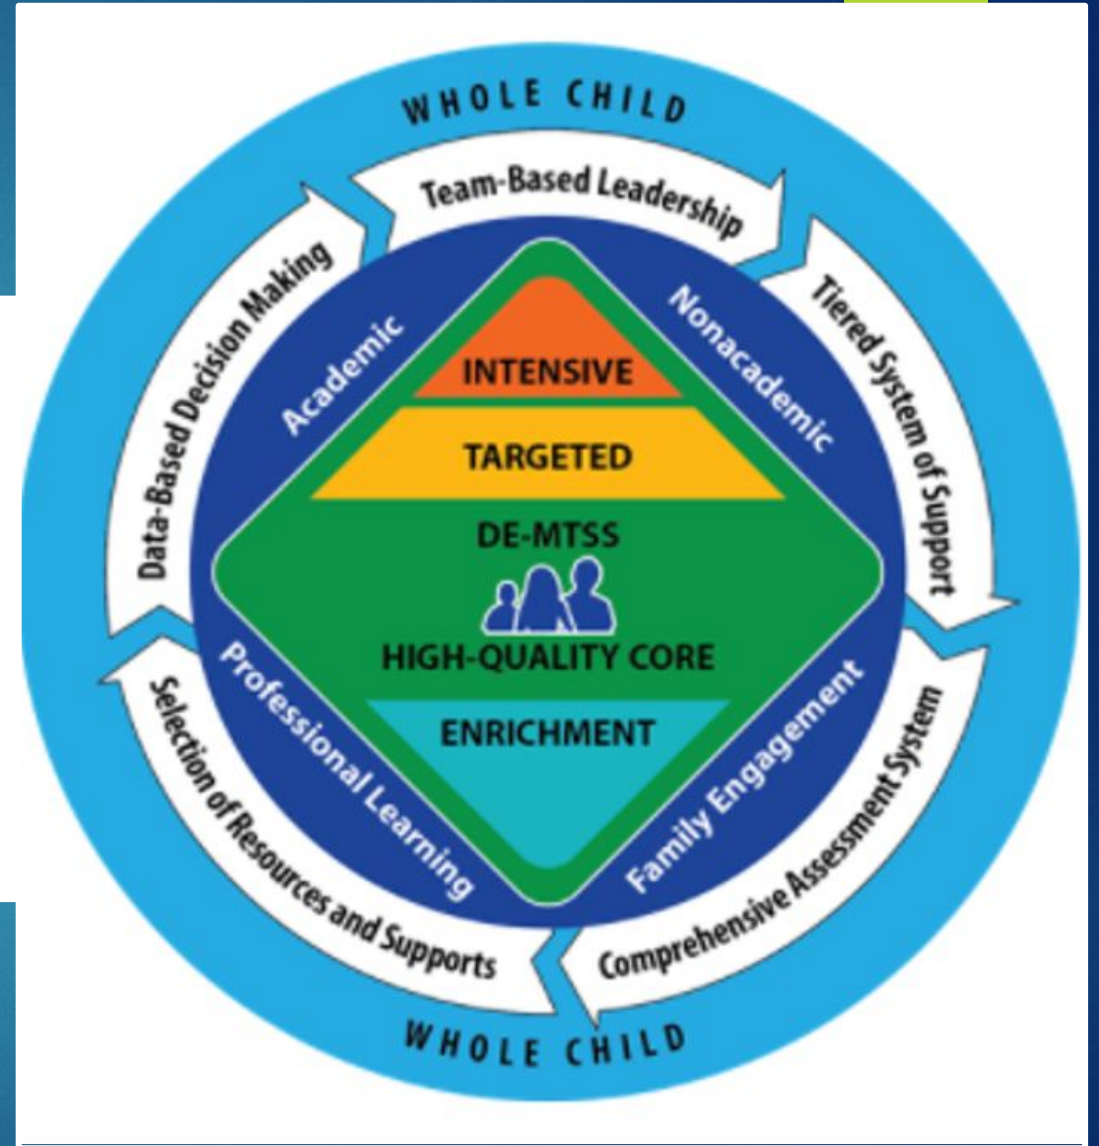 WHOLE CHILD
Team-Based Leadership
Tiered System of Support
Comprehensive Assessment System
Selection of Resources and Supports
Data-Based Decision Making
Academic
Nonacademic
INTENSIVE
TARGETED
DE-MTSS
HIGH-QUALITY CORE
ENRICHMENT
Professional Learning
Family Engagement
WHOLE CHILD